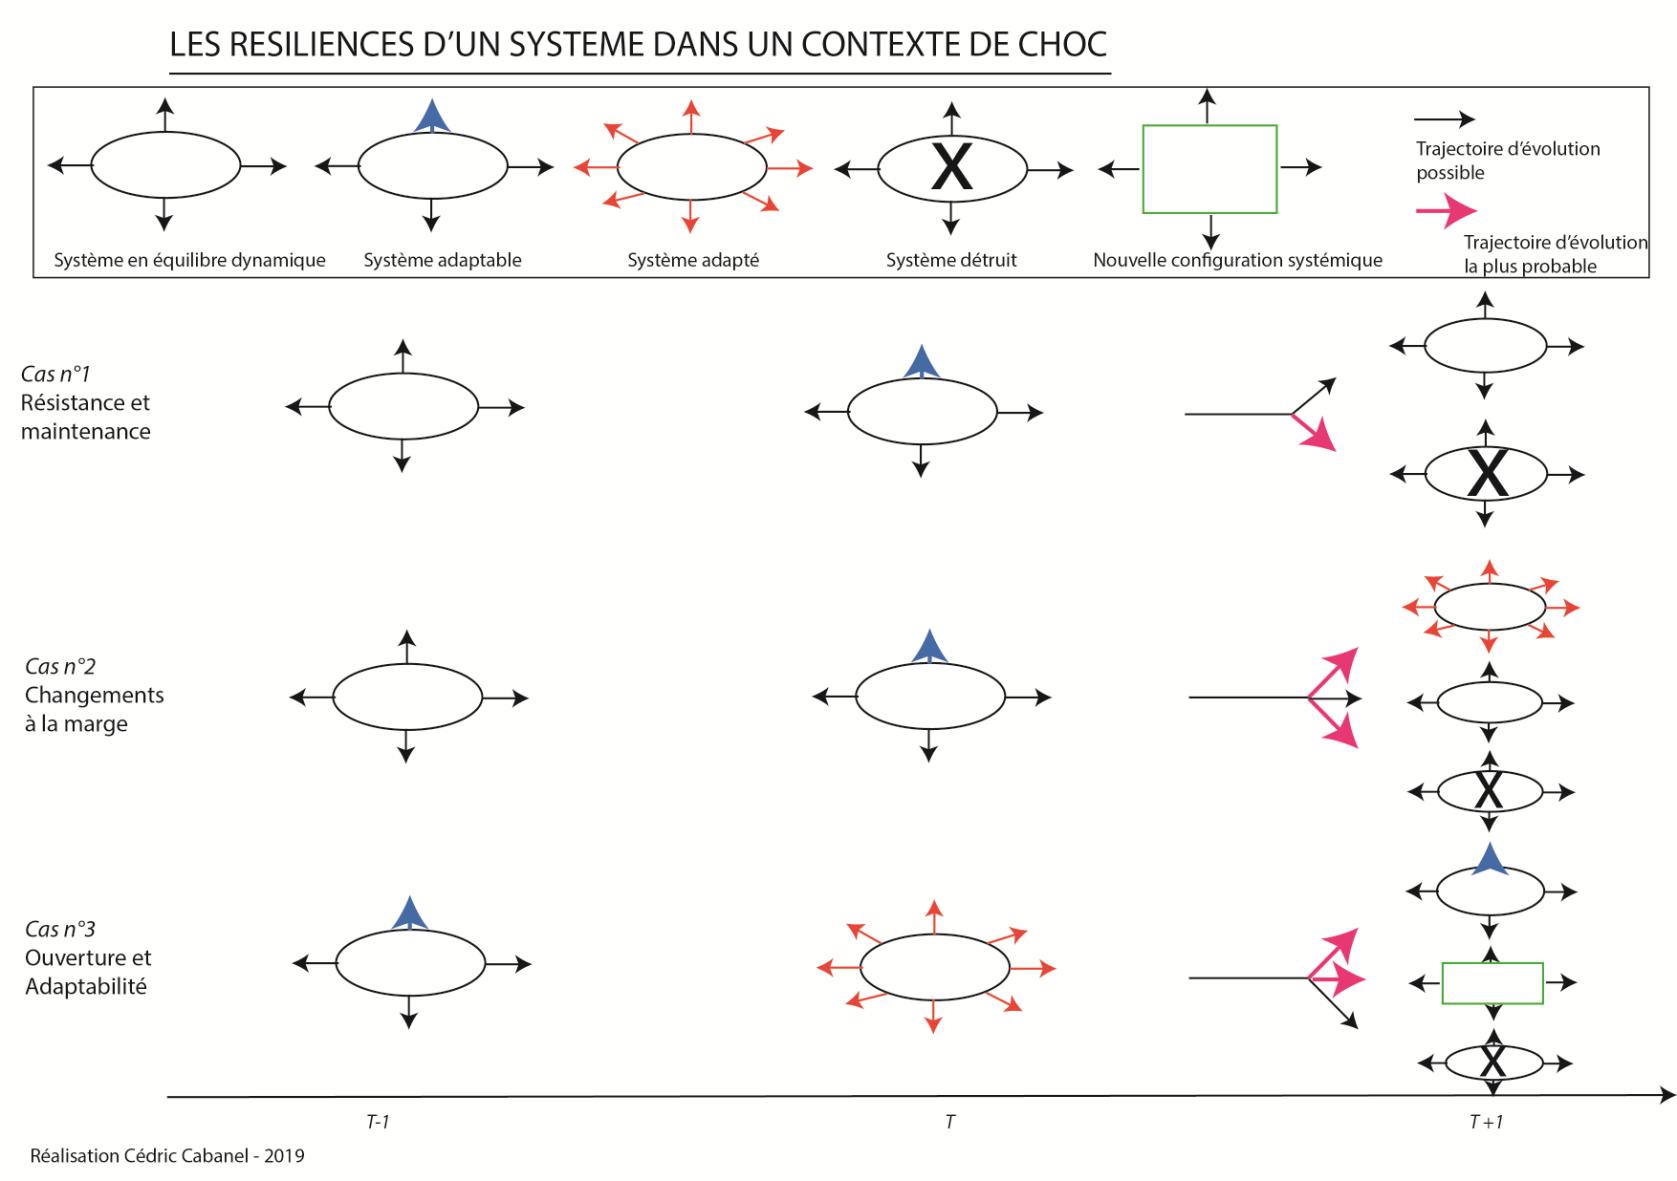 LES RESILIENCES D’UN SYSTEME DANS UN CONTEXTE DE CHOC
X
Trajectoire d’évolution
possible
Système en équilibre dynamique
Système adaptable
Système adapté
Système détruit
Nouvelle configuration systémique
Trajectoire d’évolution
la plus probable
Cas n°1
Résistance et
maintenance
X
Cas n°2
Changements
à la marge
X
Cas n°3
Ouverture et
Adaptabilité
X
T-1
T
T +1
Réalisation Cédric Cabanel - 2019